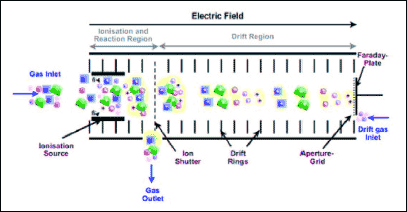 Electric Field
Ionisation and
Reaction Region
Drift Region
Faraday-
Plate
Gas Inlet
Ionisation
Source
Ion
Shutter
Drift
Rings
Aperture-
Grid
Drift gas
Inlet
Gas
Outlet